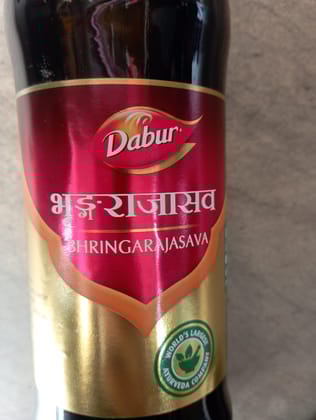 Dabur
भृङ्गराजासव
BHRINGARAJASAVA
WORLD'S LARGEST
AYURVEDA COMPANY